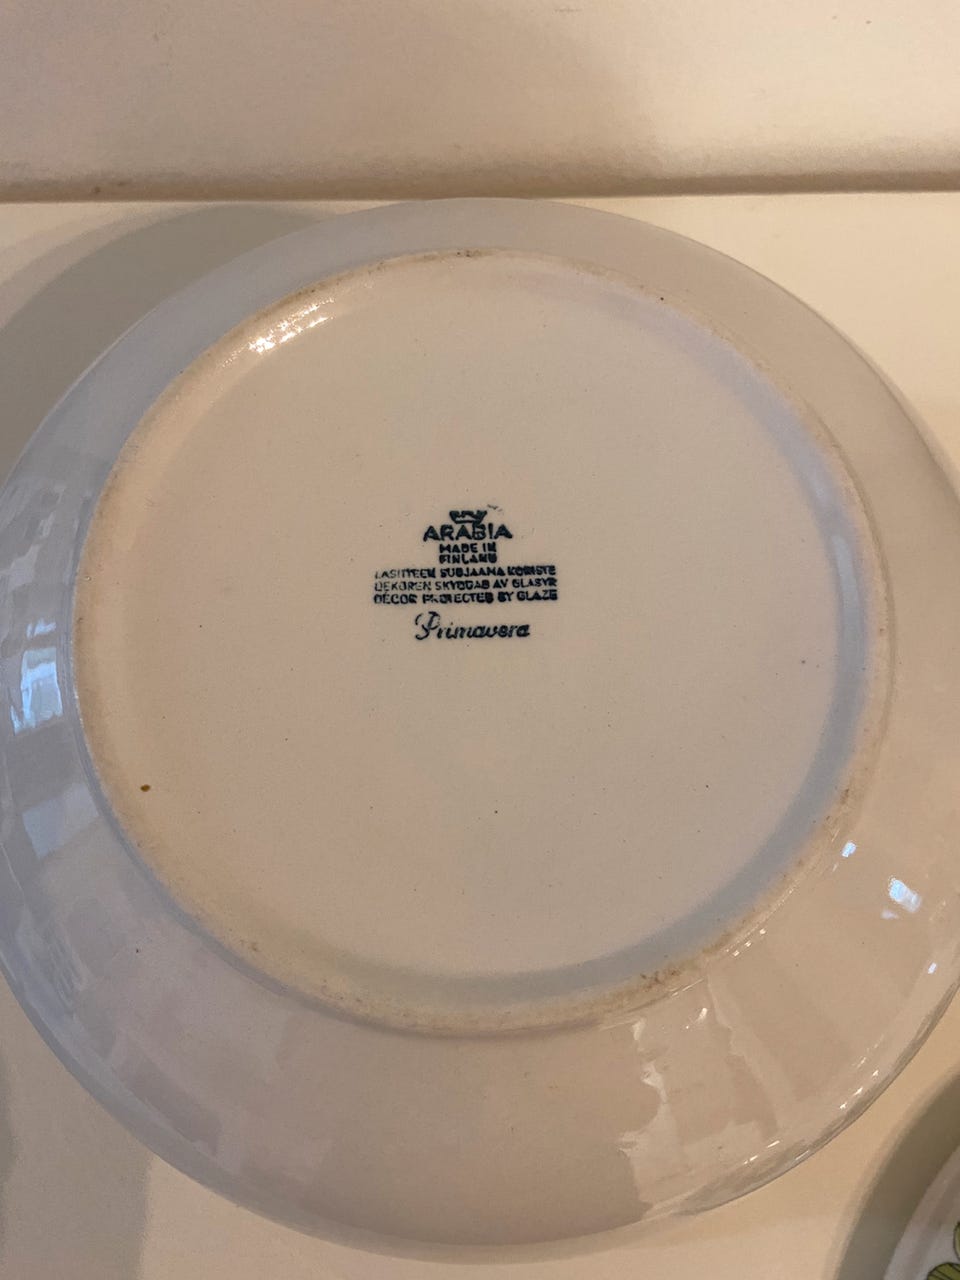 ARABIA
MADE IN
FINLAND
LASITTEEN SUOJAAMA KORISTE
DEKOREN SKYDDAD AV GLASYR
DÉCOR PROTECTED BY GLAZE
Primavera